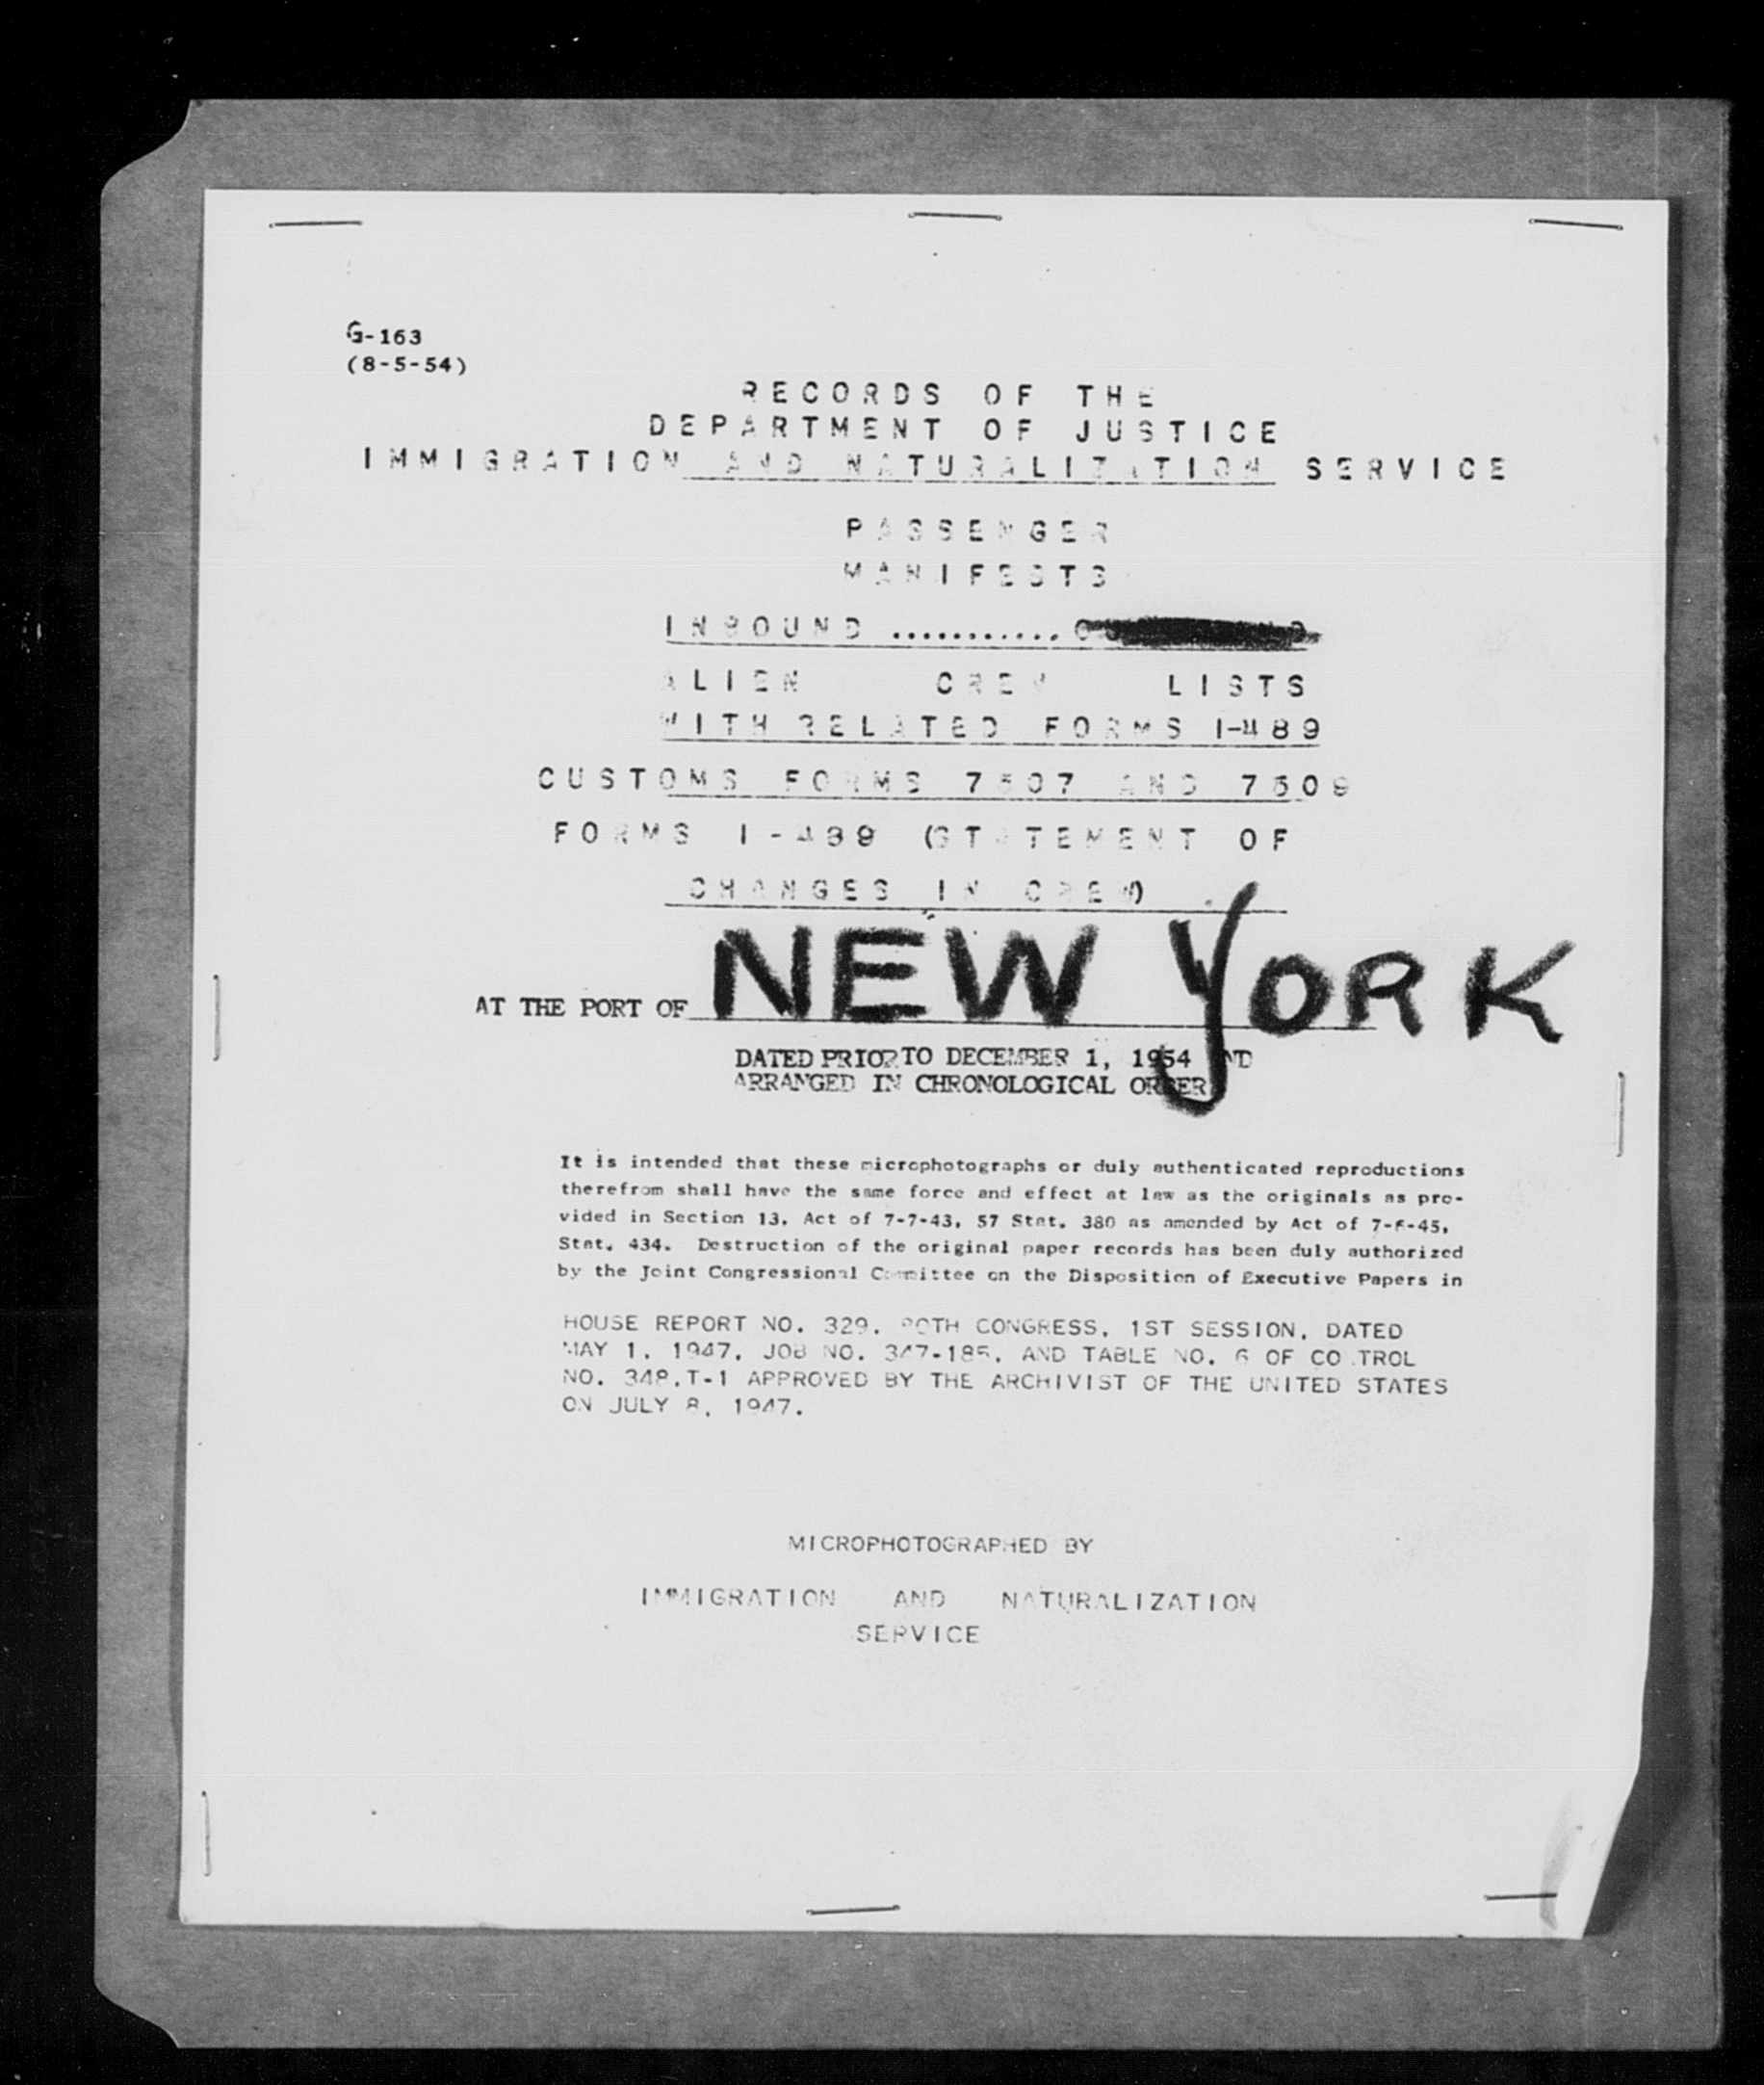 G-163
(8-5-54)
RECORDS OF THE
DEPARTMENT OF JUSTICE
IMMIGRATION AND NATURALIZATION SERVICE
PASSENGER
MANIFESTS
INBOUND ...........
ALIEN CREW LISTS
WITH RELATED FORMS I-489
CUSTOMS FORMS 7507 AND 7509
FORMS I-489 (STATEMENT OF
CHANGES IN CREW)
AT THE PORT OF NEW YORK
DATED PRIOR TO DECEMBER 1, 1954 AND
ARRANGED IN CHRONOLOGICAL ORDER
It is intended that these microphotographs or duly authenticated reproductions
therefrom shall have the same force and effect at law as the originals as pro-
vided in Section 13, Act of 7-7-43, 57 Stat. 380 as amended by Act of 7-6-45,
Stat. 434. Destruction of the original paper records has been duly authorized
by the Joint Congressional Committee on the Disposition of Executive Papers in
HOUSE REPORT NO. 329, 80TH CONGRESS, 1ST SESSION, DATED
MAY 1, 1947, JOB NO. 347-185, AND TABLE NO. 6 OF CONTROL
NO. 348.T-1 APPROVED BY THE ARCHIVIST OF THE UNITED STATES
ON JULY 8, 1947.
MICROPHOTOGRAPHED BY
IMMIGRATION AND NATURALIZATION
SERVICE